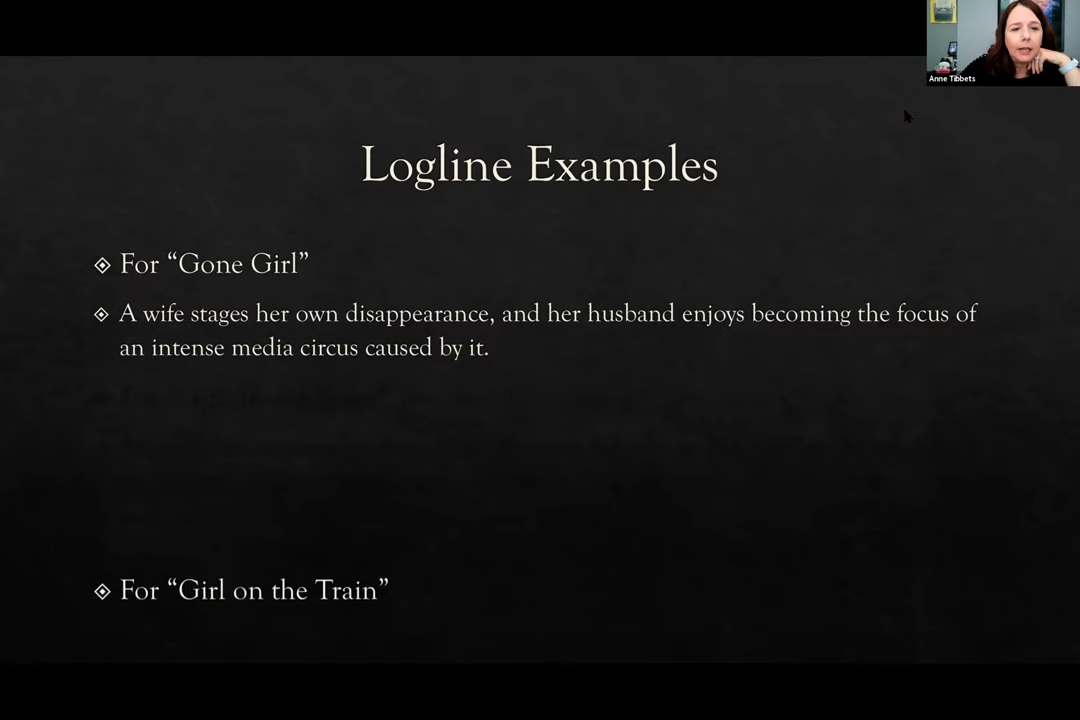 Anne Tibbets
Logline Examples
For “Gone Girl”
A wife stages her own disappearance, and her husband enjoys becoming the focus of
an intense media circus caused by it.
For “Girl on the Train”